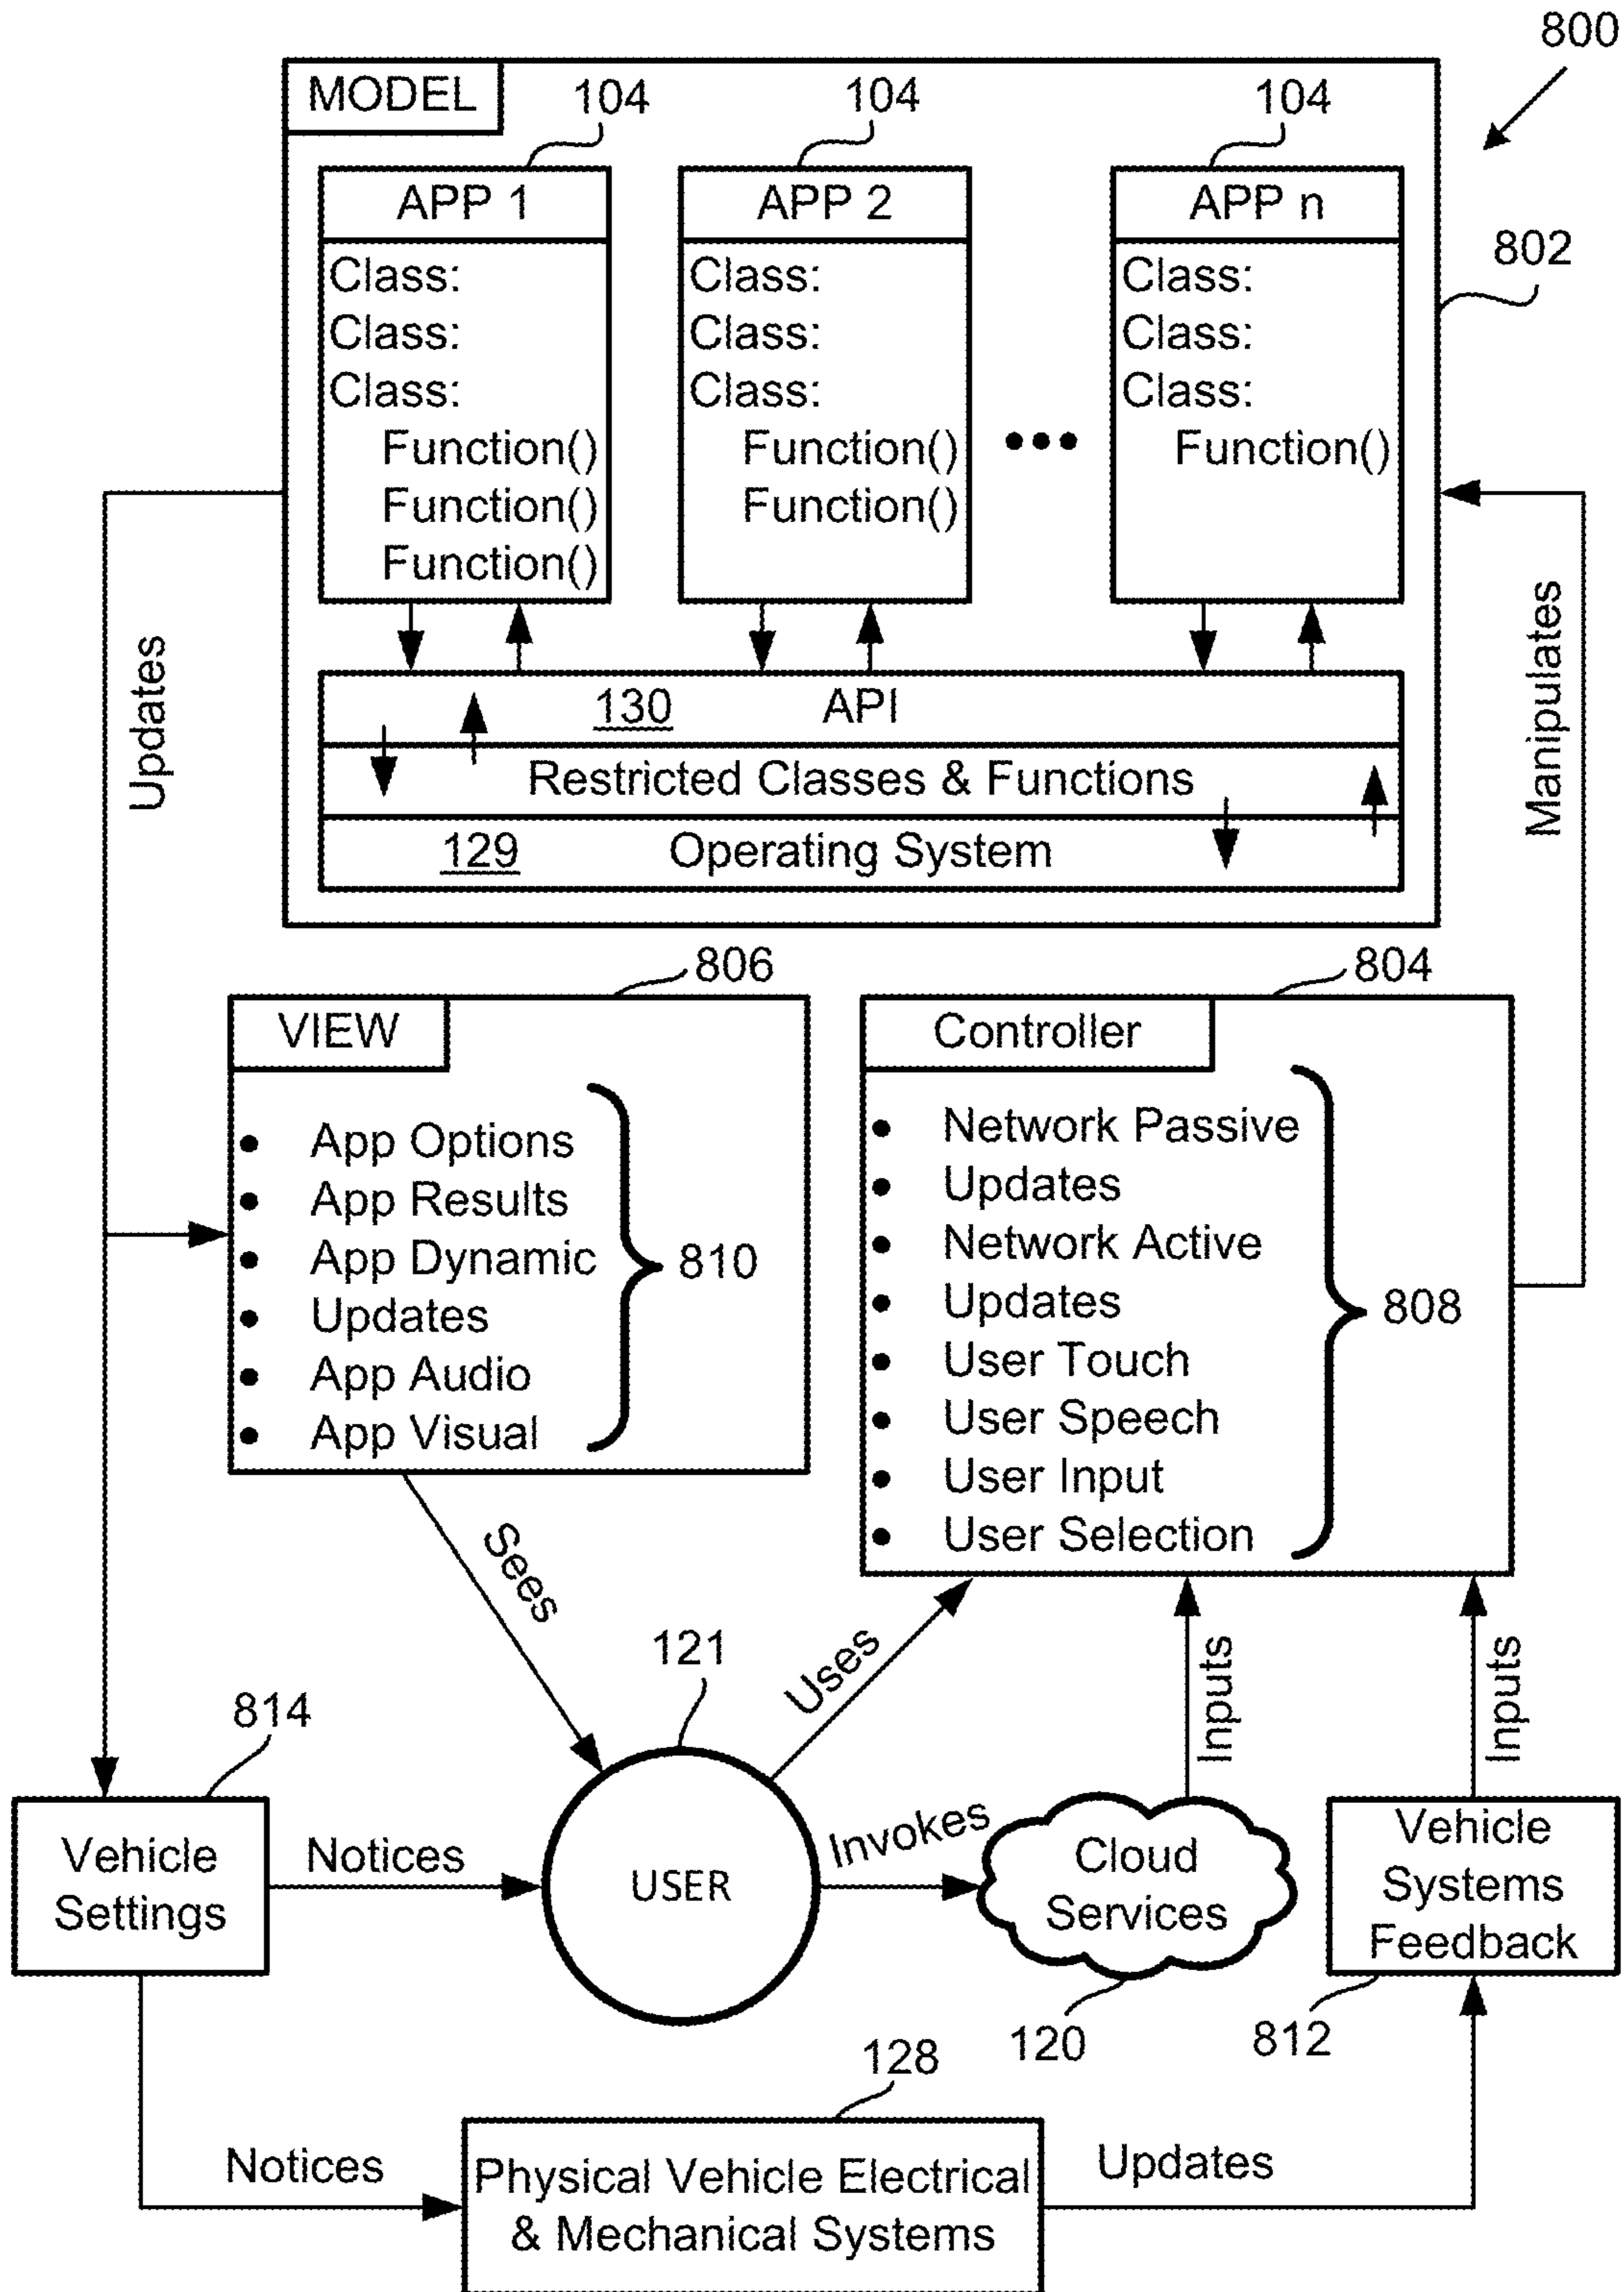 800
MODEL
104
104
104
802
APP 1
Class:
Class:
Class:
Function()
Function()
Function()
APP 2
Class:
Class:
Class:
Function()
Function()
•••
APP n
Class:
Class:
Class:
Function()
130 API
Restricted Classes & Functions
129 Operating System
Updates
Manipulates
806
VIEW
• App Options
• App Results
• App Dynamic
• Updates
• App Audio
• App Visual
810
804
Controller
• Network Passive
• Updates
• Network Active
• Updates
• User Touch
• User Speech
• User Input
• User Selection
808
Sees
Uses
Inputs
Inputs
814
121
Vehicle
Settings
Notices
USER
Invokes
Cloud
Services
Vehicle
Systems
Feedback
120
812
128
Notices
Physical Vehicle Electrical
& Mechanical Systems
Updates